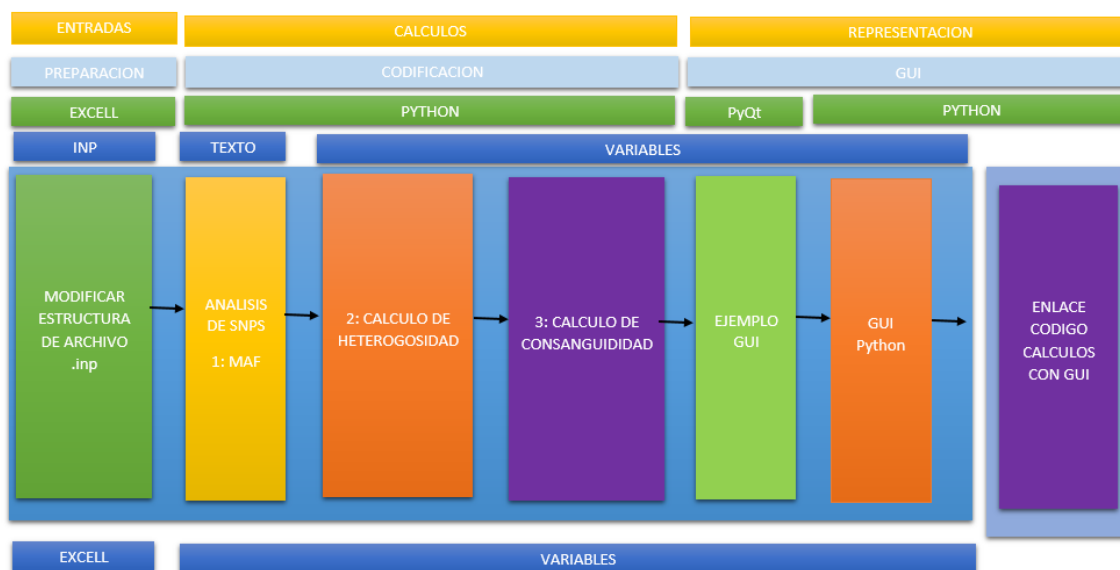 ENTRADAS
CALCULOS
REPRESENTACION
PREPARACION
CODIFICACION
GUI
EXCELL
PYTHON
PyQt
PYTHON
INP
TEXTO
VARIABLES
MODIFICAR
ESTRUCTURA
DE ARCHIVO
.inp
ANALISIS
DE SNPS
1: MAF
2: CALCULO DE
HETEROGOSIDAD
3: CALCULO DE
CONSANGUIDIDAD
EJEMPLO
GUI
GUI
Python
ENLACE
CODIGO
CALCULOS
CON GUI
EXCELL
VARIABLES